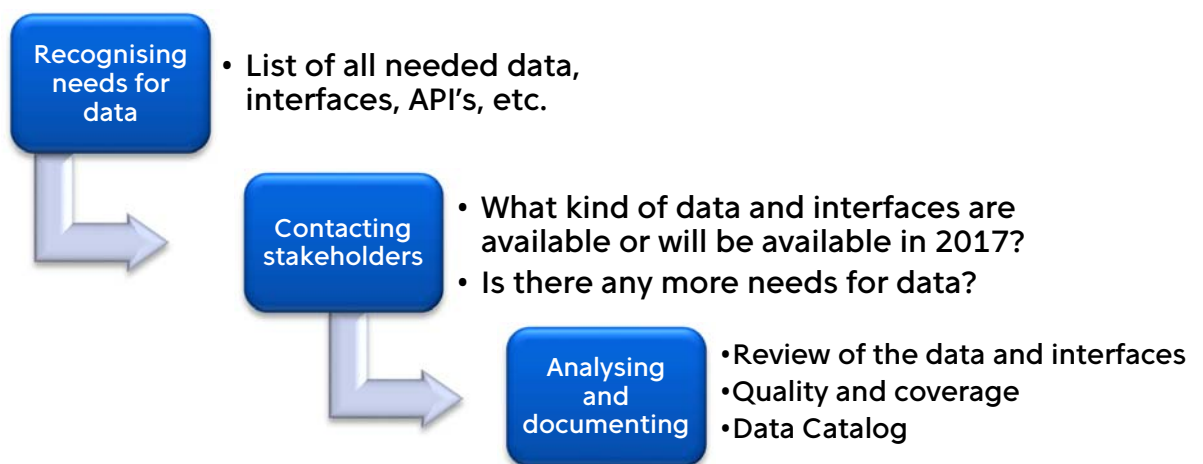 Recognising
needs for
data
• List of all needed data,
interfaces, API's, etc.
Contacting
stakeholders
• What kind of data and interfaces are
available or will be available in 2017?
• Is there any more needs for data?
Analysing
and
documenting
•Review of the data and interfaces
•Quality and coverage
•Data Catalog